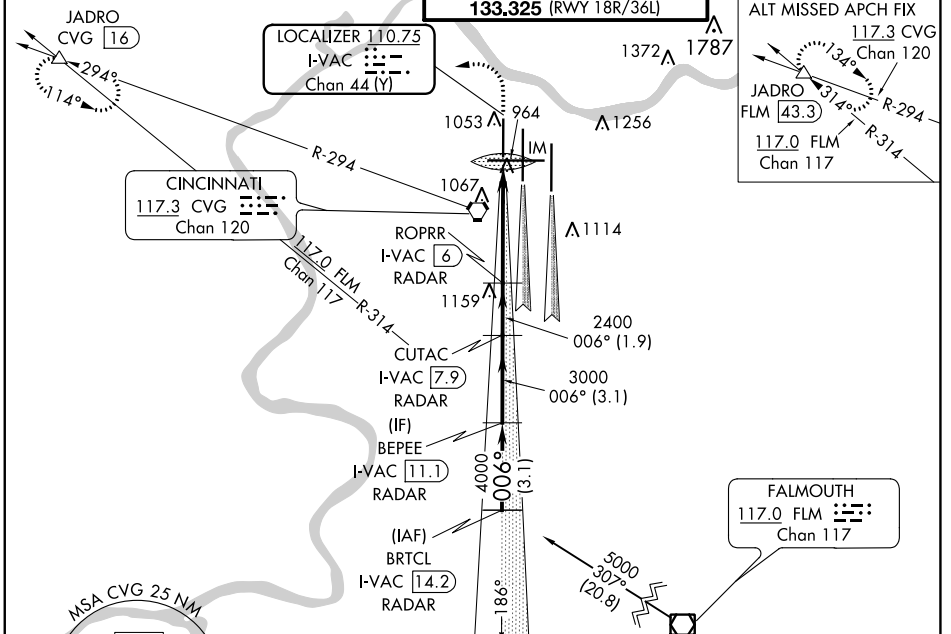 133.325 (RWY 18R/36L)
JADRO
CVG 16
294°
114°
LOCALIZER 110.75
I-VAC
Chan 44 (Y)
1372
1787
ALT MISSED APCH FIX
117.3 CVG
Chan 120
134°
314°
JADRO
FLM 43.3
R-294
R-314
117.0 FLM
Chan 117
1053
964
1256
IM
R-294
CINCINNATI
117.3 CVG
Chan 120
1067
1114
ROPRR
I-VAC 6
RADAR
117.0 FLM
Chan 117
R-314
1159
2400
006° (1.9)
CUTAC
I-VAC 7.9
RADAR
3000
006° (3.1)
(IF)
BEPEE
I-VAC 11.1
RADAR
4000
006°
(3.1)
(IAF)
BRTCL
I-VAC 14.2
RADAR
186°
FALMOUTH
117.0 FLM
Chan 117
5000
307°
(20.8)
MSA CVG 25 NM